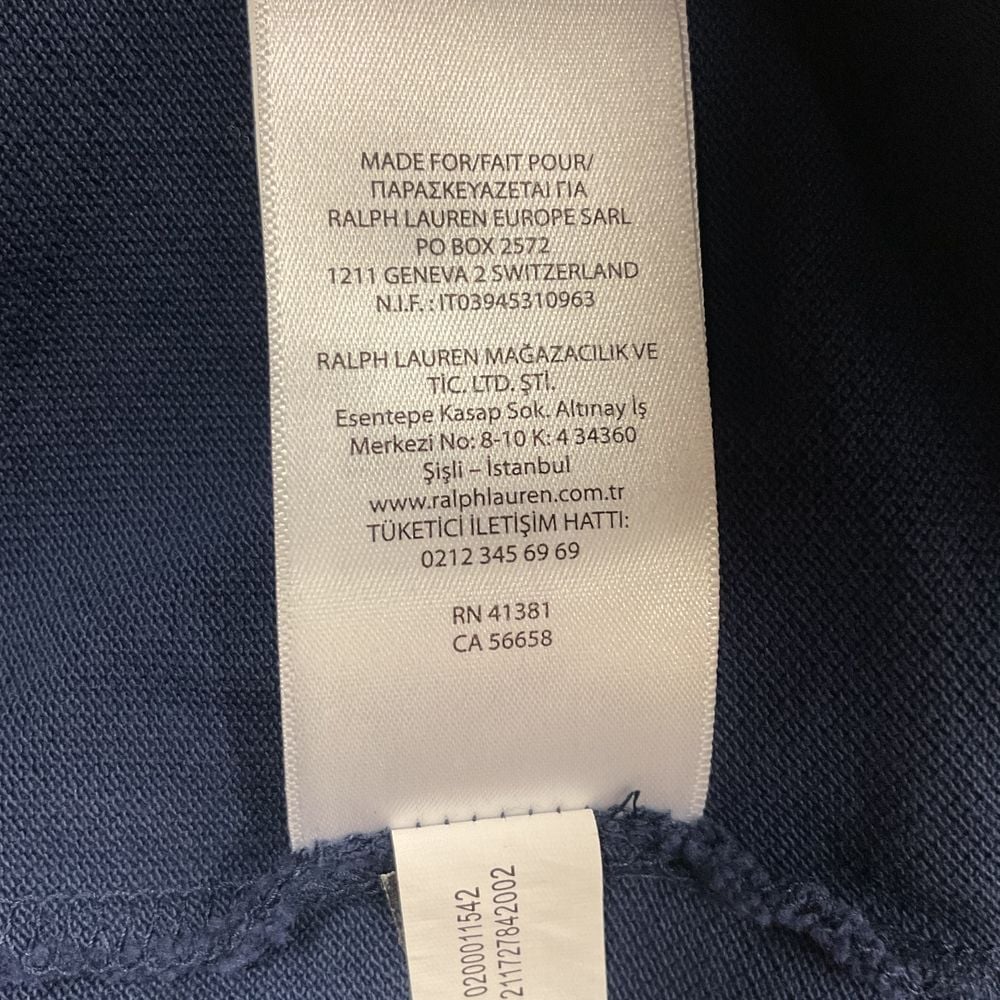 MADE FOR/FAIT POUR/
ΠΑΡΑΣΚΕΥΑΖΕΤΑΙ ΓΙΑ
RALPH LAUREN EUROPE SARL
PO BOX 2572
1211 GENEVA 2 SWITZERLAND
N.I.F. : IT03945310963
RALPH LAUREN MAĞAZACILIK VE
TİC. LTD. ŞTİ.
Esentepe Kasap Sok. Altınay İş
Merkezi No: 8-10 K: 4 34360
Şişli – İstanbul
www.ralphlauren.com.tr
TÜKETİCİ İLETİŞİM HATTI:
0212 345 69 69
RN 41381
CA 56658
0200011542
211727842002